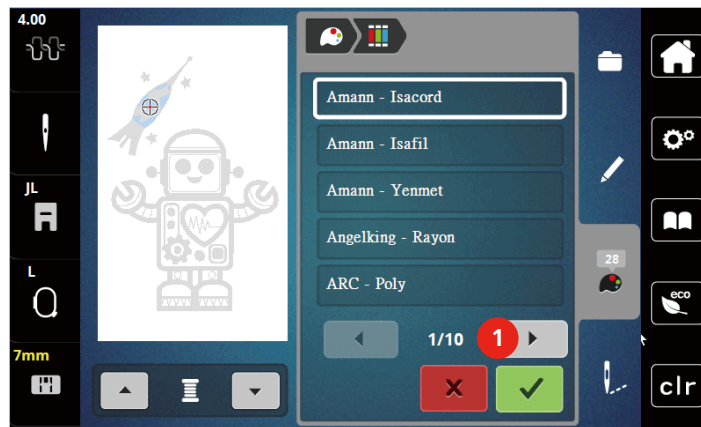 4.00
JL
L
7mm
Amann - Isacord
Amann - Isafil
Amann - Yenmet
Angelking - Rayon
ARC - Poly
1/10
1
28
eco
clr